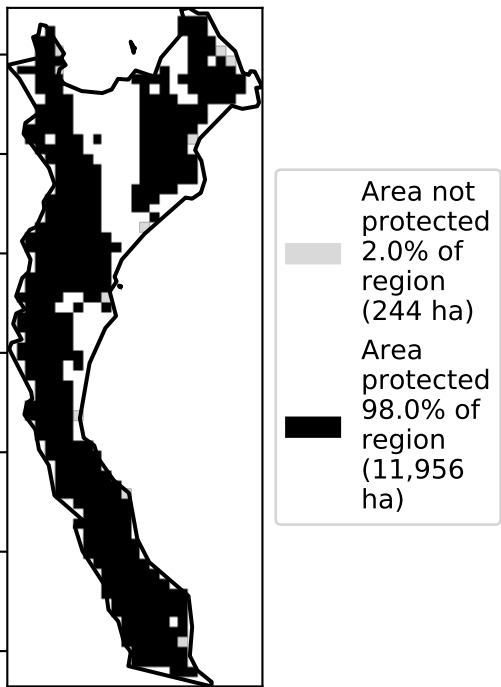 Area not
protected
2.0% of
region
(244 ha)
Area
protected
98.0% of
region
(11,956
ha)